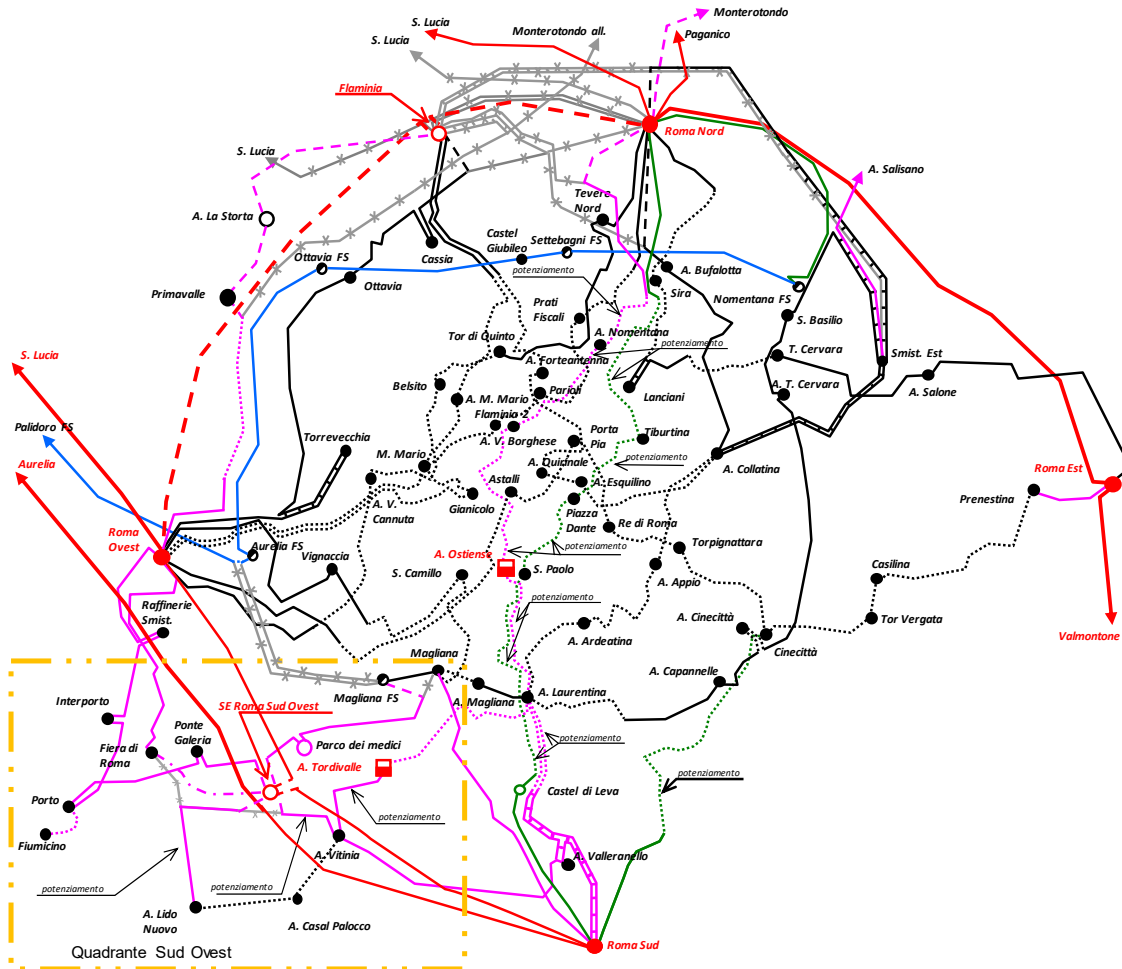 Monterotondo
S. Lucia
Monterotondo all.
Paganico
S. Lucia
Flaminia
Roma Nord
S. Lucia
A. Salisano
A. La Storta
Tevere
Nord
Castel
Giubileo
Settebagni FS
Cassia
Ottavia FS
potenziamento
A. Bufalotta
Ottavia
Sira
Nomentana FS
Primavalle
Prati
Fiscali
S. Basilio
Tor di Quinto
A. Nomentana
potenziamento
A. Forteantenna
T. Cervara
Smist. Est
S. Lucia
Belsito
Parioli
Lanciani
A. T. Cervara
A. Salone
A. M. Mario
Flaminia 2
Palidoro FS
Torrevecchia
A. V. Borghese
Porta
Pia
Tiburtina
Aurelia
M. Mario
A. Quirinale
potenziamento
A. Collatina
Astalli
A. Esquilino
Roma Est
A. V.
Cannuta
Gianicolo
Piazza
Dante
Prenestina
Re di Roma
Roma
Ovest
Aurelia FS
A. Ostiense
potenziamento
Torpignattara
Vignaccia
S. Camillo
S. Paolo
A. Appio
Casilina
Raffinerie
Smist.
potenziamento
A. Cinecittà
Tor Vergata
A. Ardeatina
Cinecittà
Valmontone
Magliana
A. Capannelle
Interporto
Magliana FS
A. Magliana
A. Laurentina
SE Roma Sud Ovest
Ponte
Galeria
Fiera di
Roma
Parco dei medici
potenziamento
A. Tordivalle
potenziamento
Porto
Castel di Leva
potenziamento
Fiumicino
A. Vitinia
A. Valleranello
potenziamento
potenziamento
A. Lido
Nuovo
A. Casal Palocco
Roma Sud
Quadrante Sud Ovest